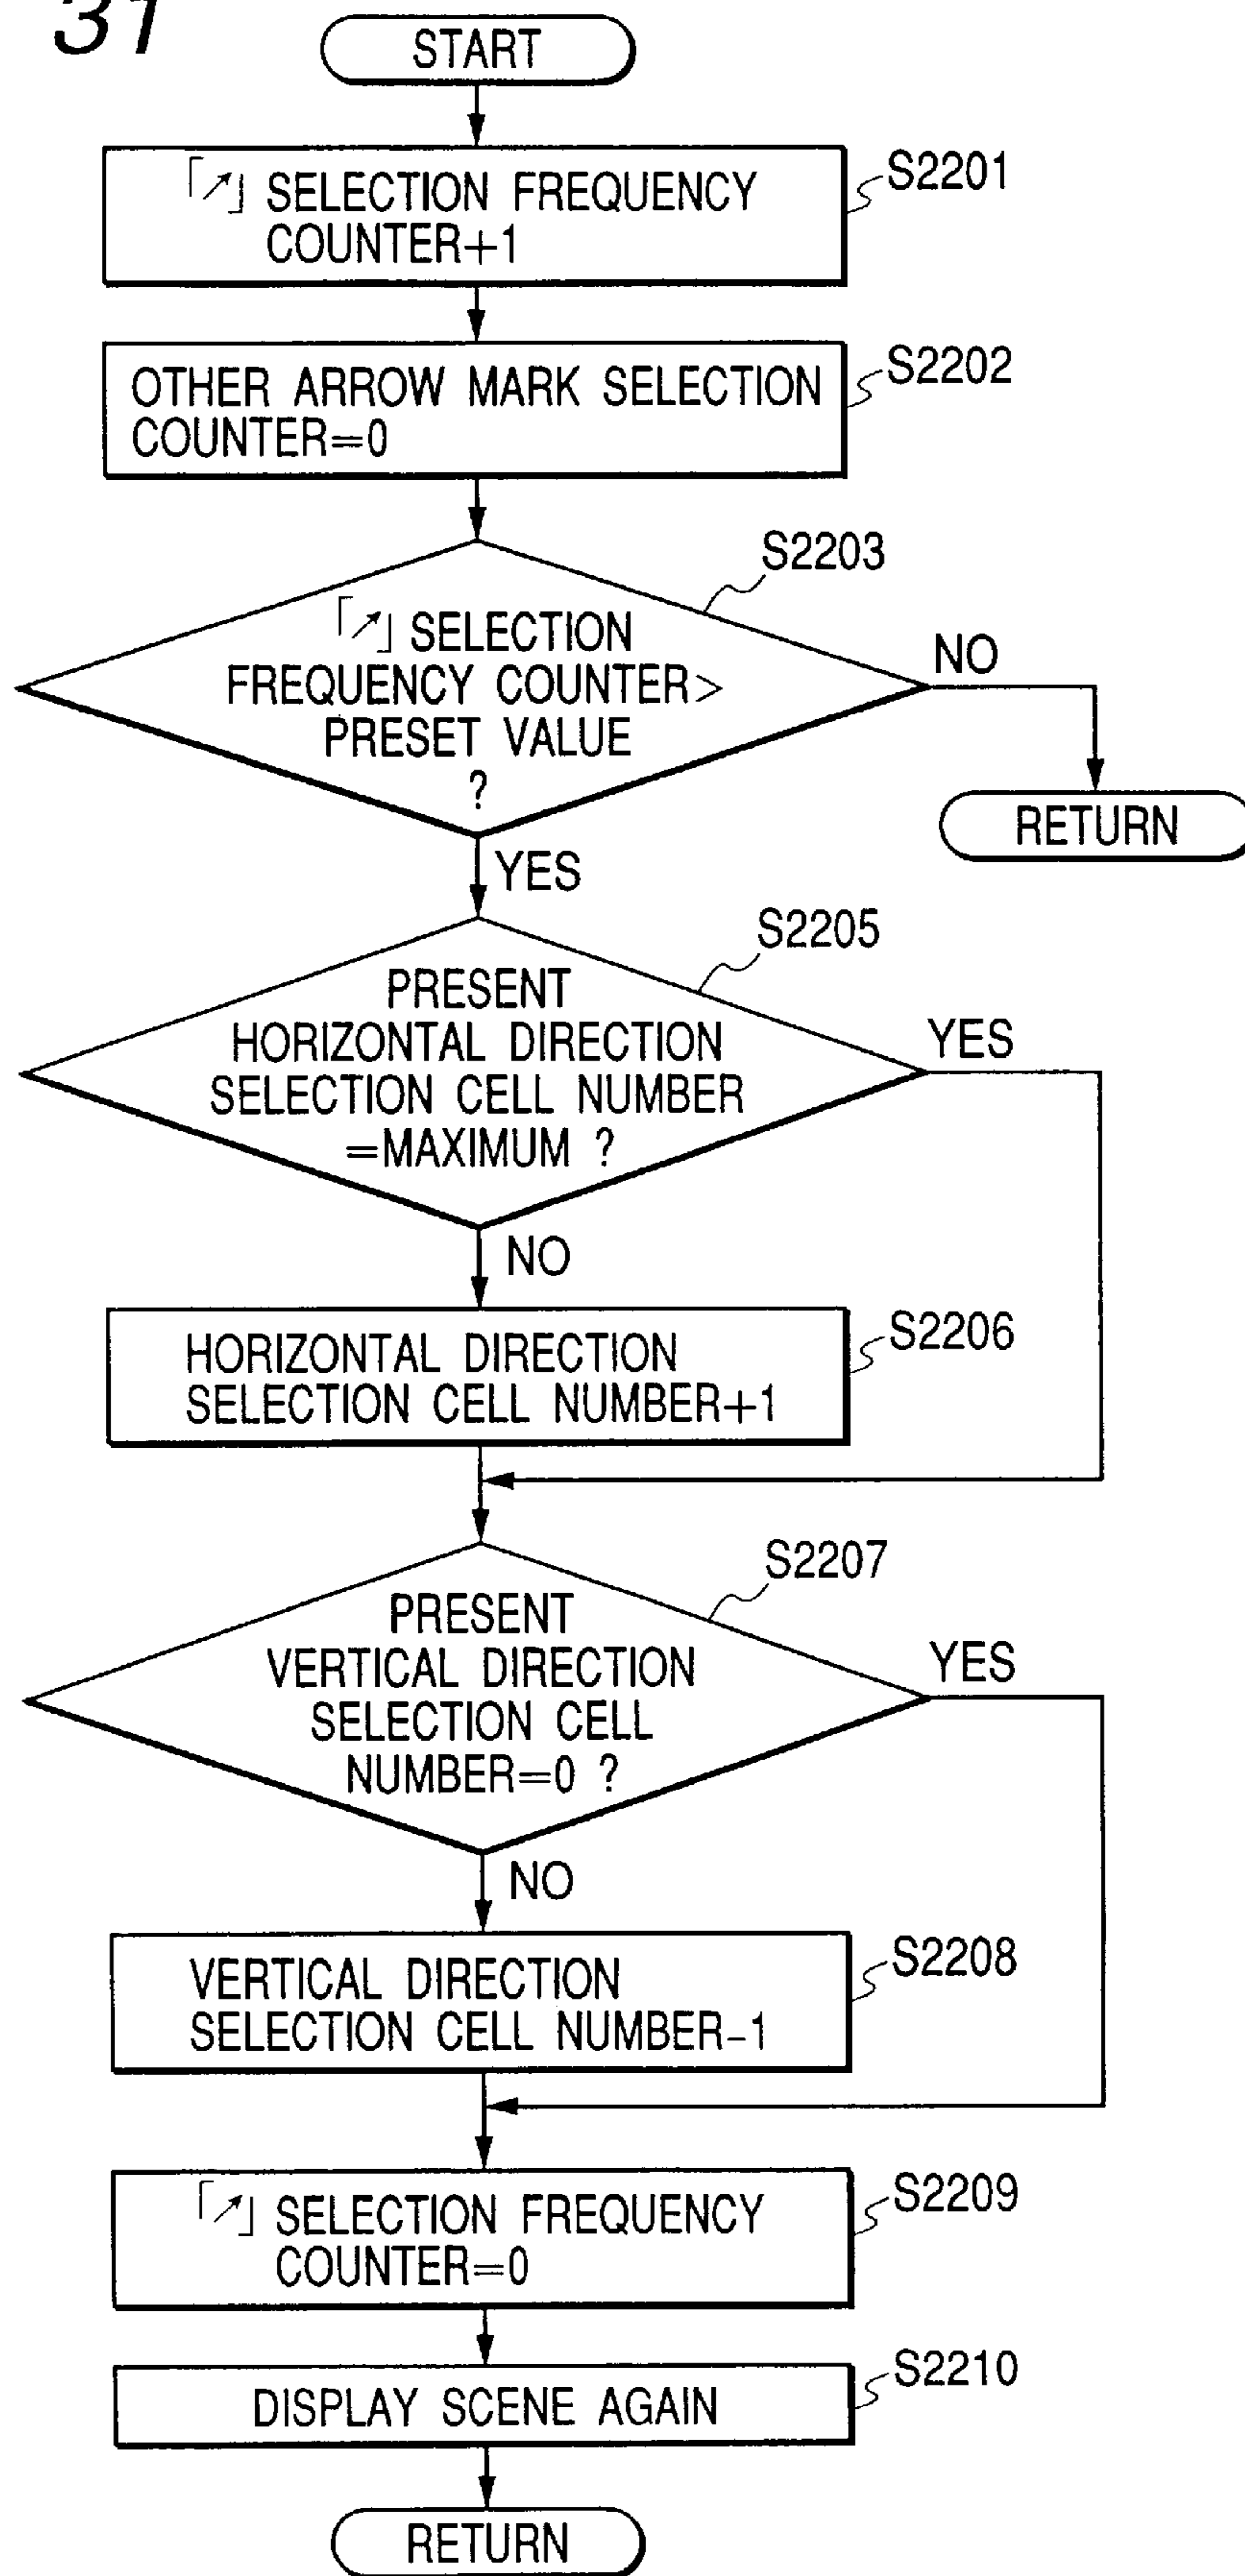 31
START
「↗」 SELECTION FREQUENCY
COUNTER+1
S2201
OTHER ARROW MARK SELECTION
COUNTER=0
S2202
S2203
「↗」 SELECTION
FREQUENCY COUNTER>
PRESET VALUE
?
NO
RETURN
YES
S2205
PRESENT
HORIZONTAL DIRECTION
SELECTION CELL NUMBER
=MAXIMUM ?
YES
NO
HORIZONTAL DIRECTION
SELECTION CELL NUMBER+1
S2206
S2207
PRESENT
VERTICAL DIRECTION
SELECTION CELL
NUMBER=0 ?
YES
NO
VERTICAL DIRECTION
SELECTION CELL NUMBER-1
S2208
「↗」 SELECTION FREQUENCY
COUNTER=0
S2209
DISPLAY SCENE AGAIN
S2210
RETURN